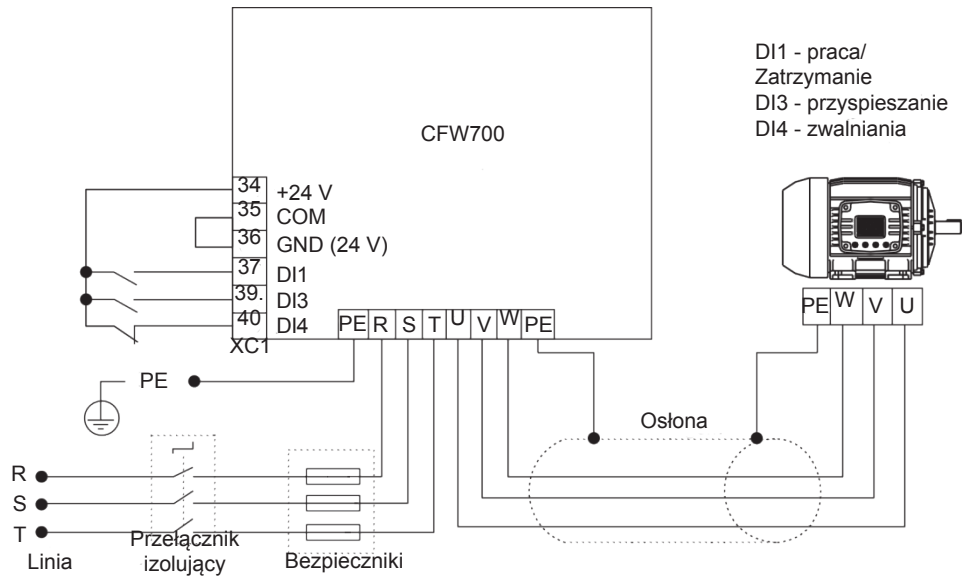 DI1 - praca/
Zatrzymanie
DI3 - przyspieszanie
DI4 - zwalniania
CFW700
34 +24 V
35 COM
36 GND (24 V)
37 DI1
39. DI3
40 DI4
XC1
PE R S T U V W PE
PE W V U
PE
Osłona
R
S
T
Linia
Przełącznik
izolujący
Bezpieczniki